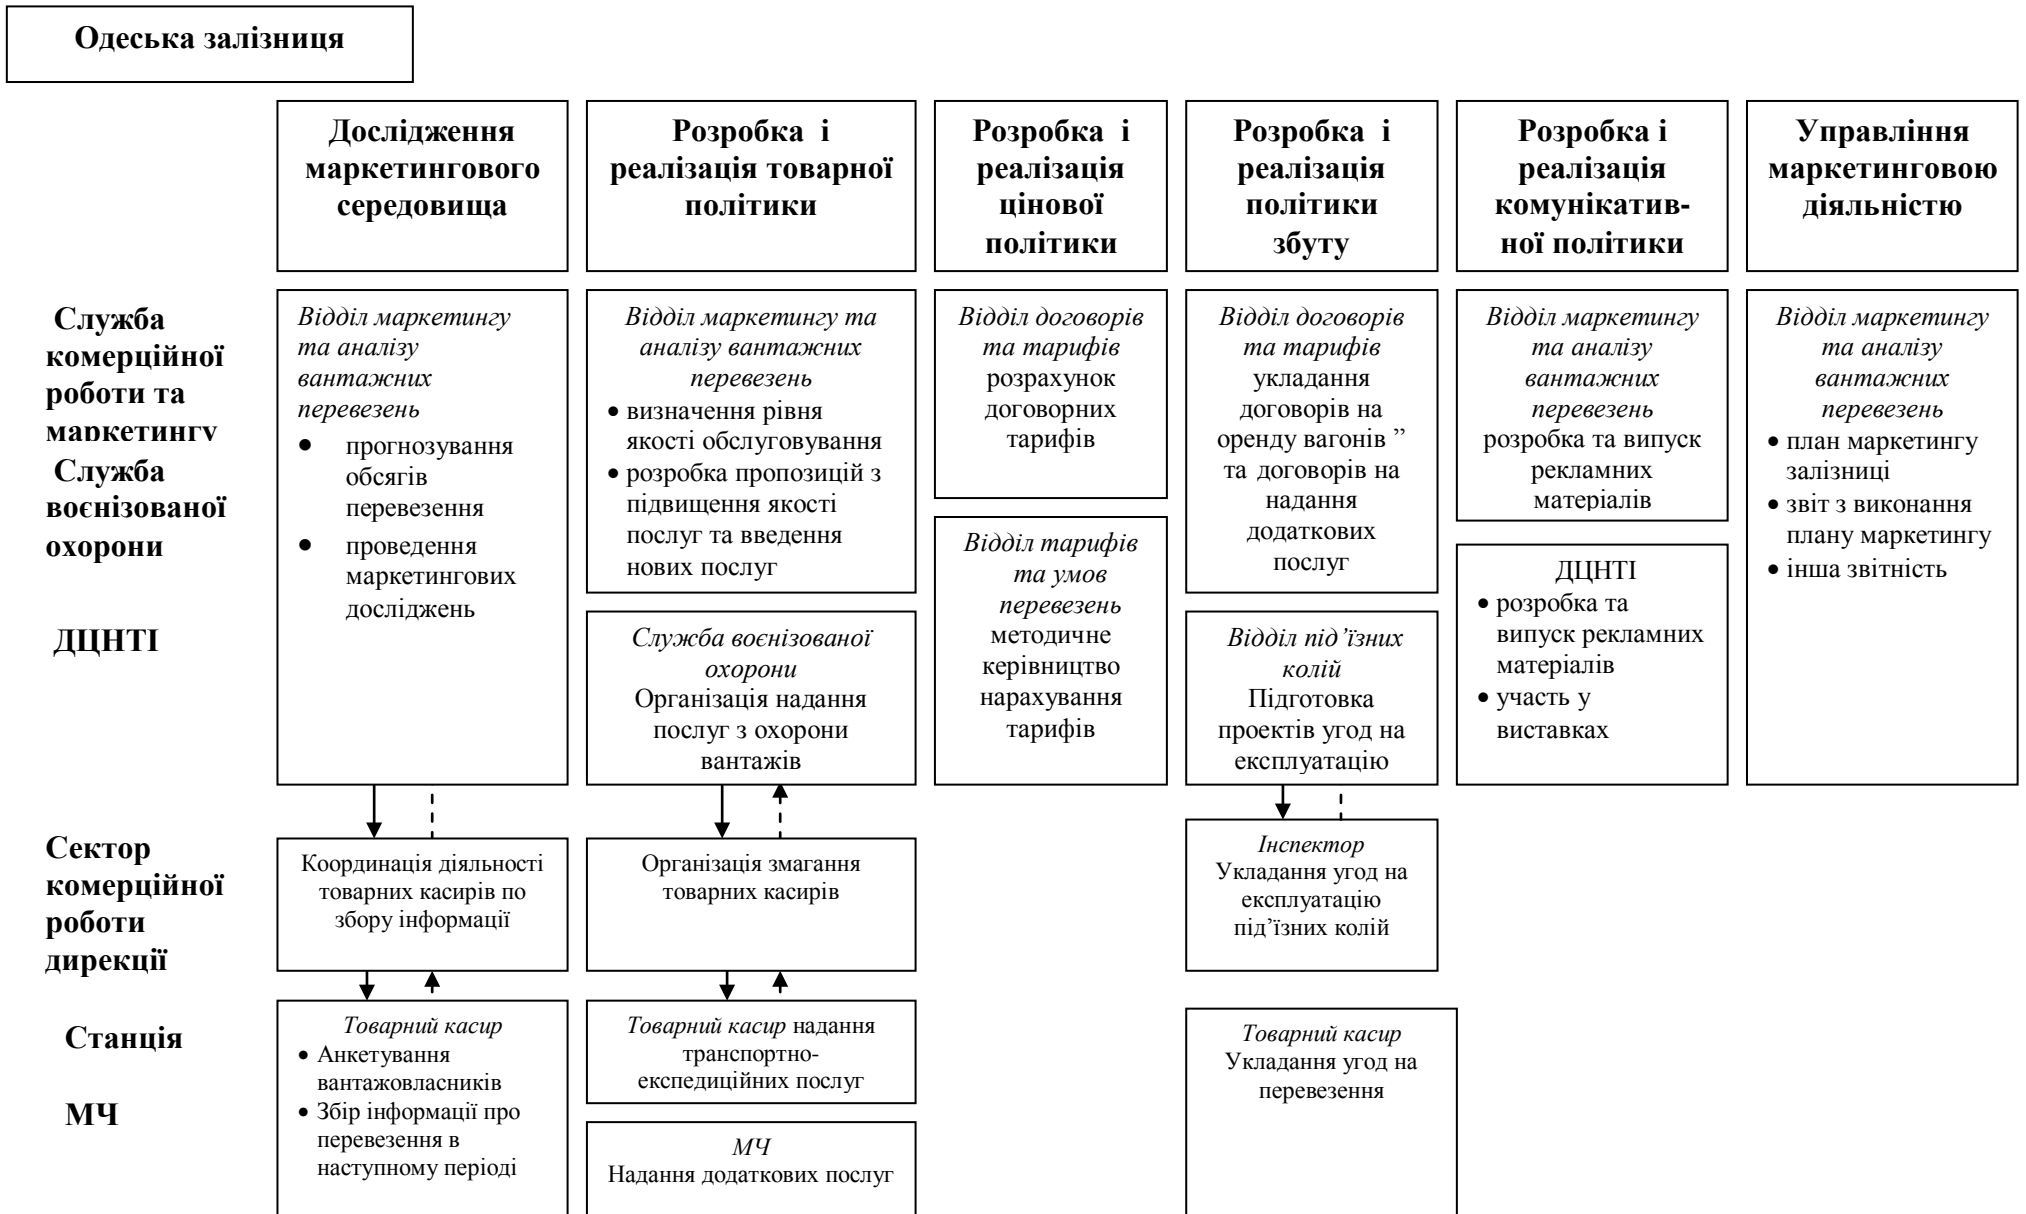 Одеська залізниця
Дослідження
маркетингового
середовища
Розробка і
реалізація товарної
політики
Розробка і
реалізація
цінової
політики
Розробка і
реалізація
політики
збуту
Розробка і
реалізація
комунікатив-
ної політики
Управління
маркетинговою
діяльністю
Служба
комерційної
роботи та
маркетингу
Служба
воєнізованої
охорони
ДЦНТІ
Відділ маркетингу
та аналізу
вантажних
перевезень
● прогнозування
обсягів
перевезення
● проведення
маркетингових
досліджень
Відділ маркетингу та
аналізу вантажних
перевезень
• визначення рівня
якості обслуговування
• розробка пропозицій з
підвищення якості
послуг та введення
нових послуг
Служба воєнізованої
охорони
Організація надання
послуг з охорони
вантажів
Відділ договорів
та тарифів
розрахунок
договорних
тарифів
Відділ тарифів
та умов
перевезень
методичне
керівництво
нарахування
тарифів
Відділ договорів
та тарифів
укладання
договорів на
оренду вагонів ”
та договорів на
надання
додаткових
послуг
Відділ під’їзних
колій
Підготовка
проектів угод на
експлуатацію
Відділ маркетингу
та аналізу
вантажних
перевезень
розробка та випуск
рекламних
матеріалів
ДЦНТІ
• розробка та
випуск рекламних
матеріалів
• участь у
виставках
Відділ маркетингу
та аналізу
вантажних
перевезень
• план маркетингу
залізниці
• звіт з виконання
плану маркетингу
• інша звітність
Сектор
комерційної
роботи
дирекції
Координація діяльності
товарних касирів по
збору інформації
Організація змагання
товарних касирів
Інспектор
Укладання угод на
експлуатацію
під’їзних колій
Станція
МЧ
Товарний касир
• Анкетування
вантажовласників
• Збір інформації про
перевезення в
наступному періоді
Товарний касир надання
транспортно-
експедиційних послуг
МЧ
Надання додаткових послуг
Товарний касир
Укладання угод на
перевезення